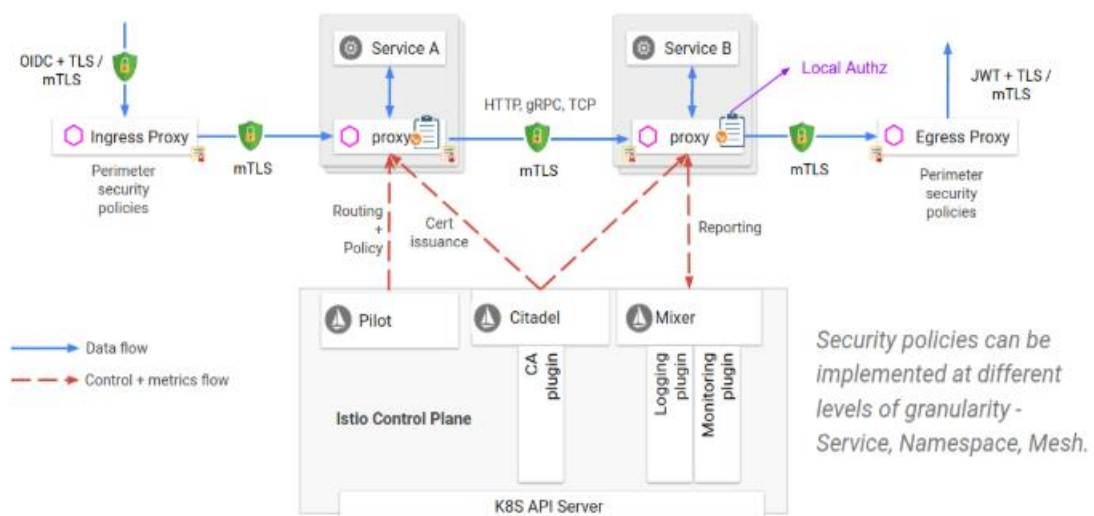 OIDC + TLS /
mTLS
Service A
Service B
Local Authz
JWT + TLS /
mTLS
HTTP, gRPC, TCP
Ingress Proxy
mTLS
proxy
mTLS
proxy
mTLS
Egress Proxy
Perimeter
security
policies
Perimeter
security
policies
Routing
+
Policy
Cert
issuance
Reporting
Pilot
Citadel
Mixer
CA
plugin
Logging
plugin
Monitoring
plugin
Data flow
Control + metrics flow
Istio Control Plane
K8S API Server
Security policies can be
implemented at different
levels of granularity -
Service, Namespace, Mesh.